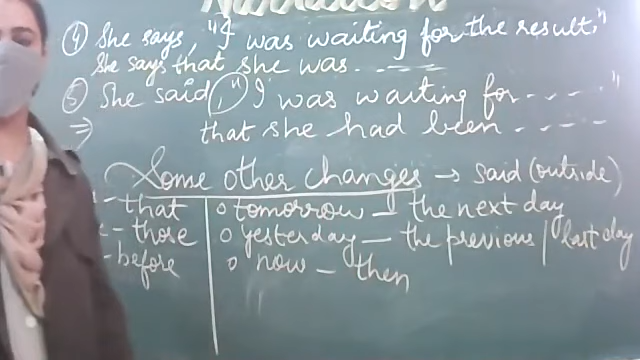 Narration
④ She says, "I was waiting for the result."
She says that she was . . . .
⑤ She said, "I was waiting for - - - - "
⇒ that she had been - - - - -
Some other changes → said (outside)
- that
- those
- before
o tomorrow - the next day
o yesterday - the previous / last day
o now - then